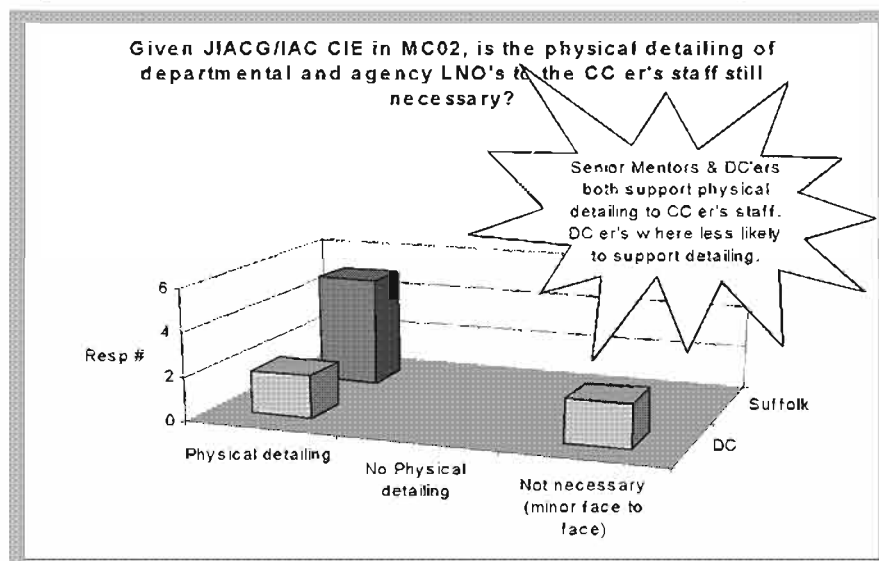 Given JIACG/IAC CIE in MC02, is the physical detailing of
departmental and agency LNO's to the CC er's staff still
necessary?
Senior Mentors & DC'ers
both support physical
detailing to CC er's staff.
DC er's where less likely
to support detailing.
6
4
2
0
Resp #
Physical detailing
No Physical
detailing
Not necessary
(minor face to
face)
DC
Suffolk